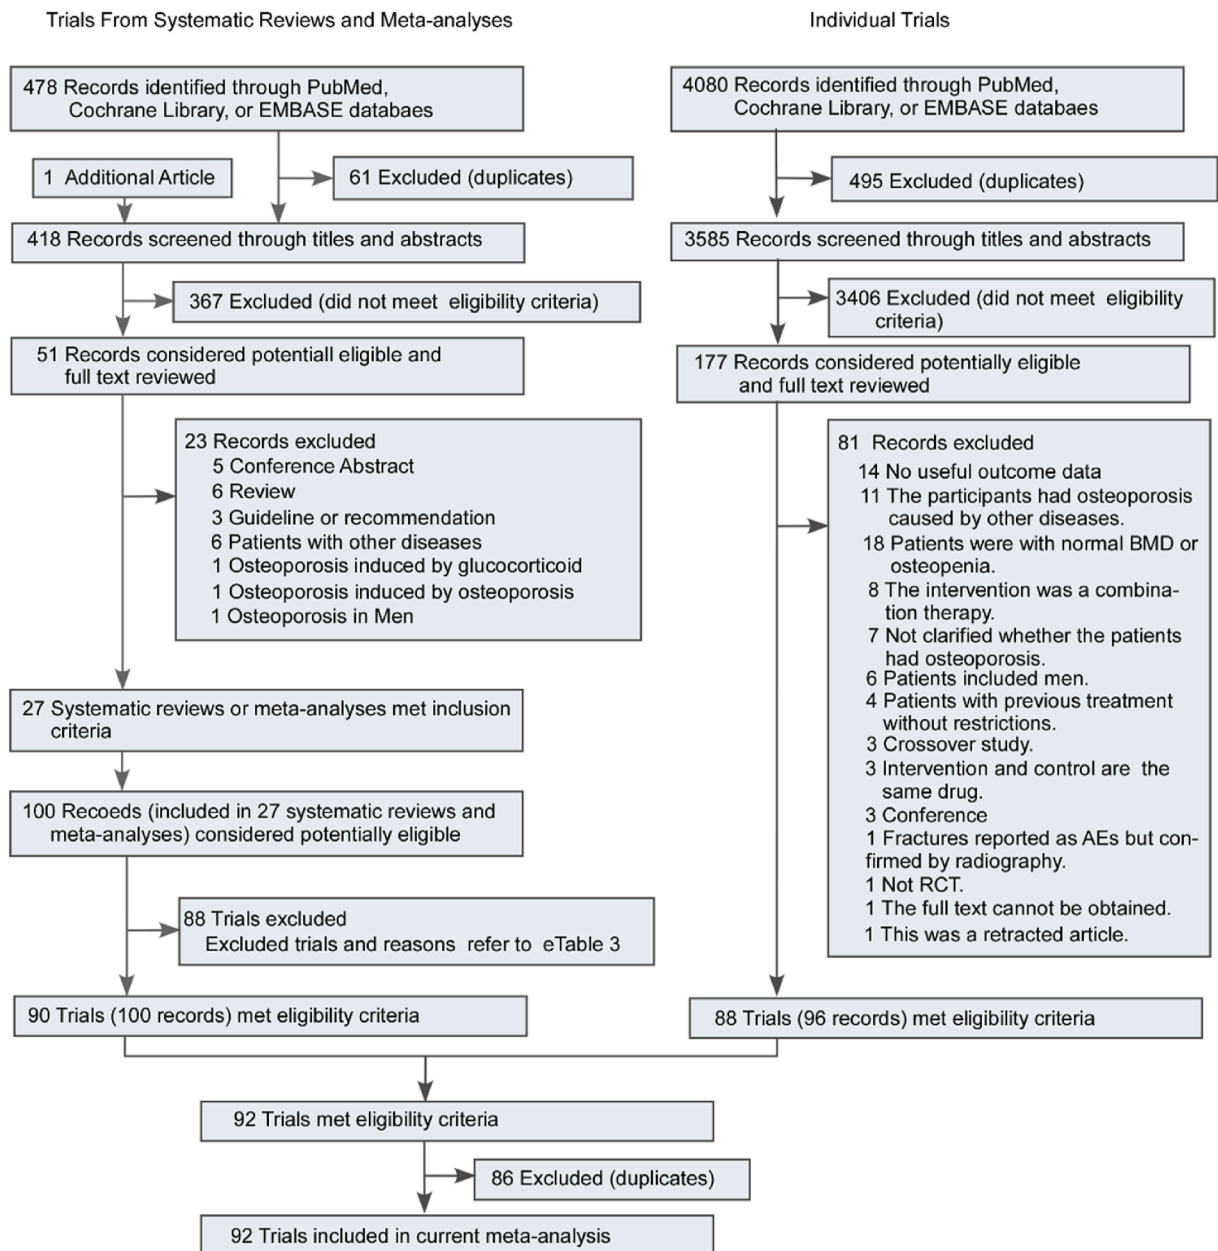 Trials From Systematic Reviews and Meta-analyses
478 Records identified through PubMed,
Cochrane Library, or EMBASE databaes
1 Additional Article
61 Excluded (duplicates)
418 Records screened through titles and abstracts
367 Excluded (did not meet eligibility criteria)
51 Records considered potentiall eligible and
full text reviewed
23 Records excluded
5 Conference Abstract
6 Review
3 Guideline or recommendation
6 Patients with other diseases
1 Osteoporosis induced by glucocorticoid
1 Osteoporosis induced by osteoporosis
1 Osteoporosis in Men
27 Systematic reviews or meta-analyses met inclusion
criteria
100 Recoeds (included in 27 systematic reviews and
meta-analyses) considered potentially eligible
88 Trials excluded
Excluded trials and reasons refer to eTable 3
90 Trials (100 records) met eligibility criteria
Individual Trials
4080 Records identified through PubMed,
Cochrane Library, or EMBASE databaes
495 Excluded (duplicates)
3585 Records screened through titles and abstracts
3406 Excluded (did not meet eligibility
criteria)
177 Records considered potentially eligible
and full text reviewed
81 Records excluded
14 No useful outcome data
11 The participants had osteoporosis
caused by other diseases.
18 Patients were with normal BMD or
osteopenia.
8 The intervention was a combina-
tion therapy.
7 Not clarified whether the patients
had osteoporosis.
6 Patients included men.
4 Patients with previous treatment
without restrictions.
3 Crossover study.
3 Intervention and control are the
same drug.
3 Conference
1 Fractures reported as AEs but con-
firmed by radiography.
1 Not RCT.
1 The full text cannot be obtained.
1 This was a retracted article.
88 Trials (96 records) met eligibility criteria
92 Trials met eligibility criteria
86 Excluded (duplicates)
92 Trials included in current meta-analysis